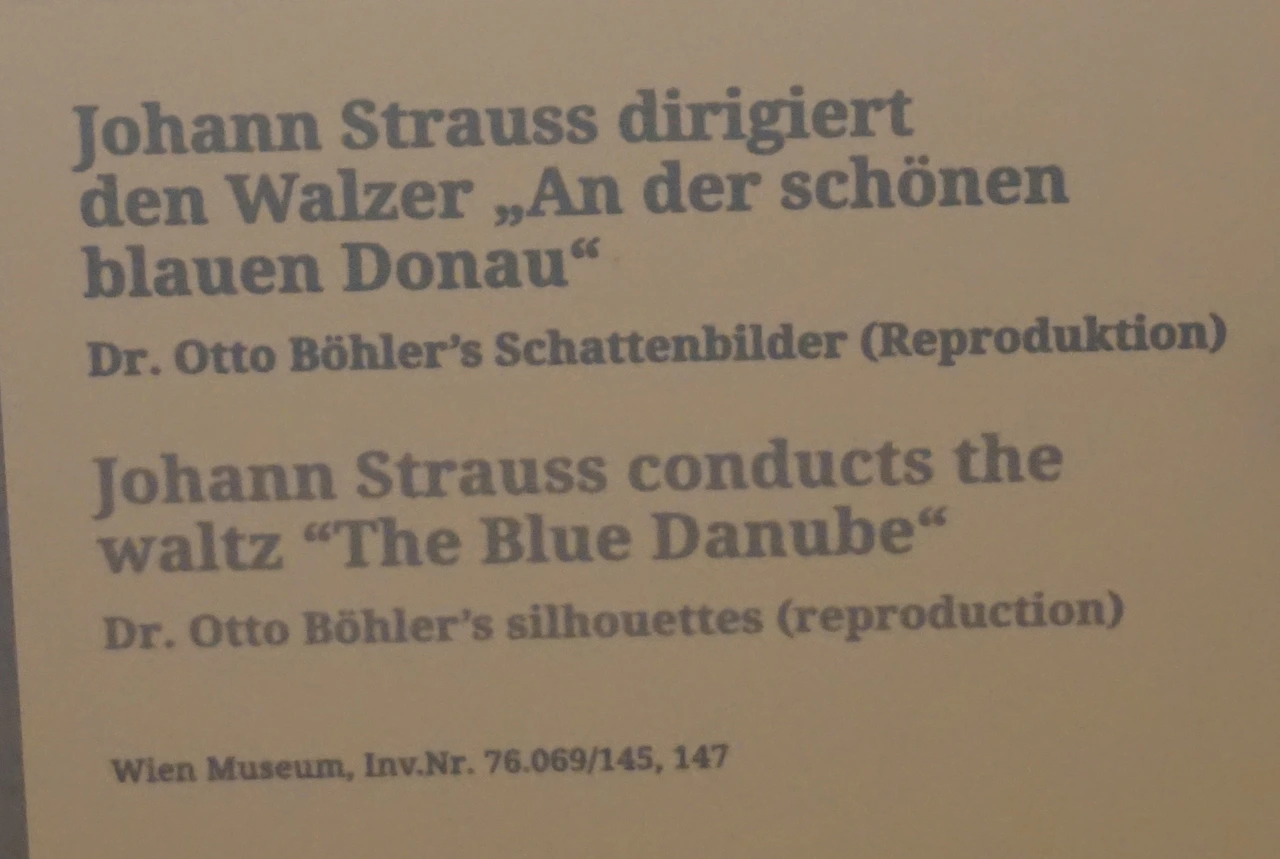 Johann Strauss dirigiert
den Walzer „An der schönen
blauen Donau“
Dr. Otto Böhler’s Schattenbilder (Reproduktion)
Johann Strauss conducts the
waltz “The Blue Danube“
Dr. Otto Böhler’s silhouettes (reproduction)
Wien Museum, Inv.Nr. 76.069/145, 147